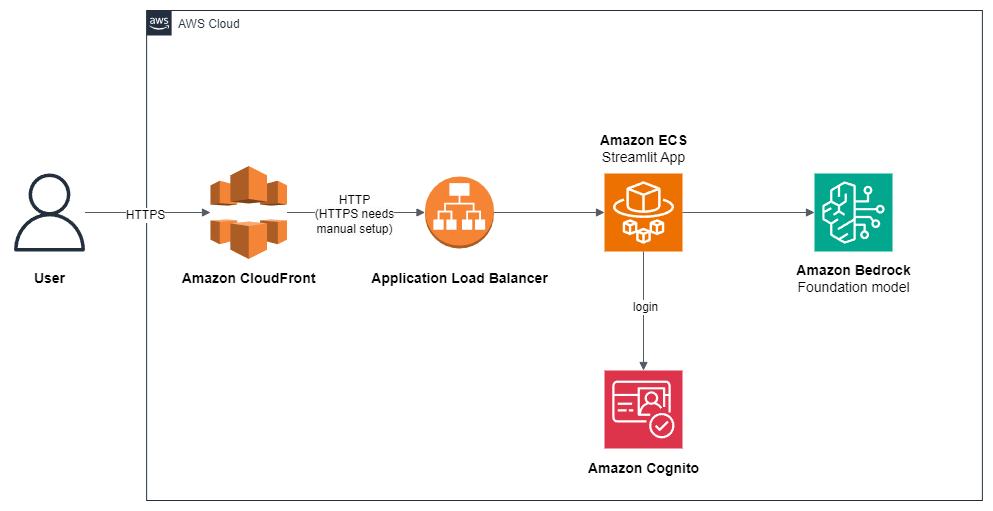 aws
AWS Cloud
Amazon ECS
Streamlit App
HTTPS
HTTP
(HTTPS needs
manual setup)
User
Amazon CloudFront
Application Load Balancer
Amazon Bedrock
Foundation model
login
Amazon Cognito